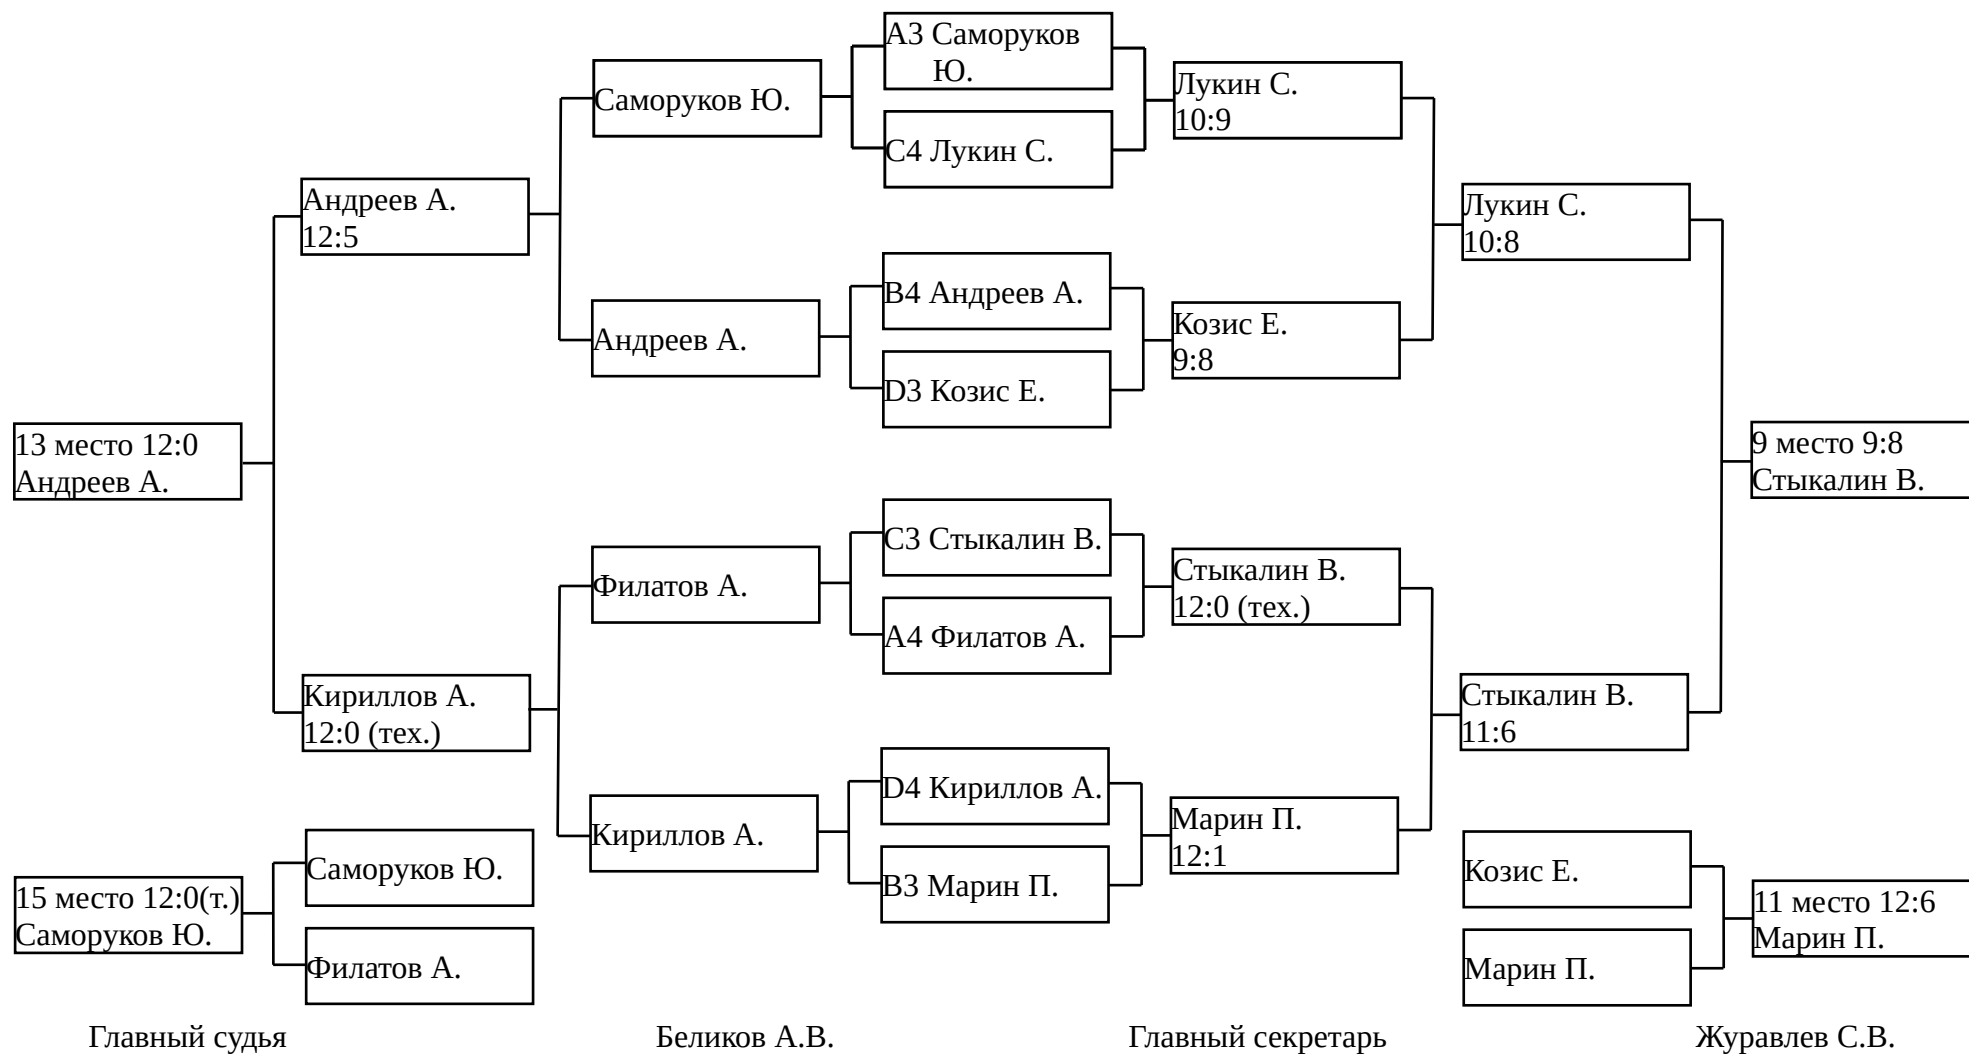 А3 Саморуков
Ю.
Саморуков Ю.
Лукин С.
10:9
С4 Лукин С.
Андреев А.
12:5
Лукин С.
10:8
В4 Андреев А.
Андреев А.
Козис Е.
9:8
D3 Козис Е.
13 место 12:0
Андреев А.
9 место 9:8
Стыкалин В.
С3 Стыкалин В.
Филатов А.
Стыкалин В.
12:0 (тех.)
А4 Филатов А.
Кириллов А.
12:0 (тех.)
Стыкалин В.
11:6
D4 Кириллов А.
Кириллов А.
Марин П.
12:1
В3 Марин П.
Саморуков Ю.
15 место 12:0(т.)
Саморуков Ю.
Филатов А.
Козис Е.
11 место 12:6
Марин П.
Марин П.
Главный судья Беликов А.В. Главный секретарь Журавлев С.В.